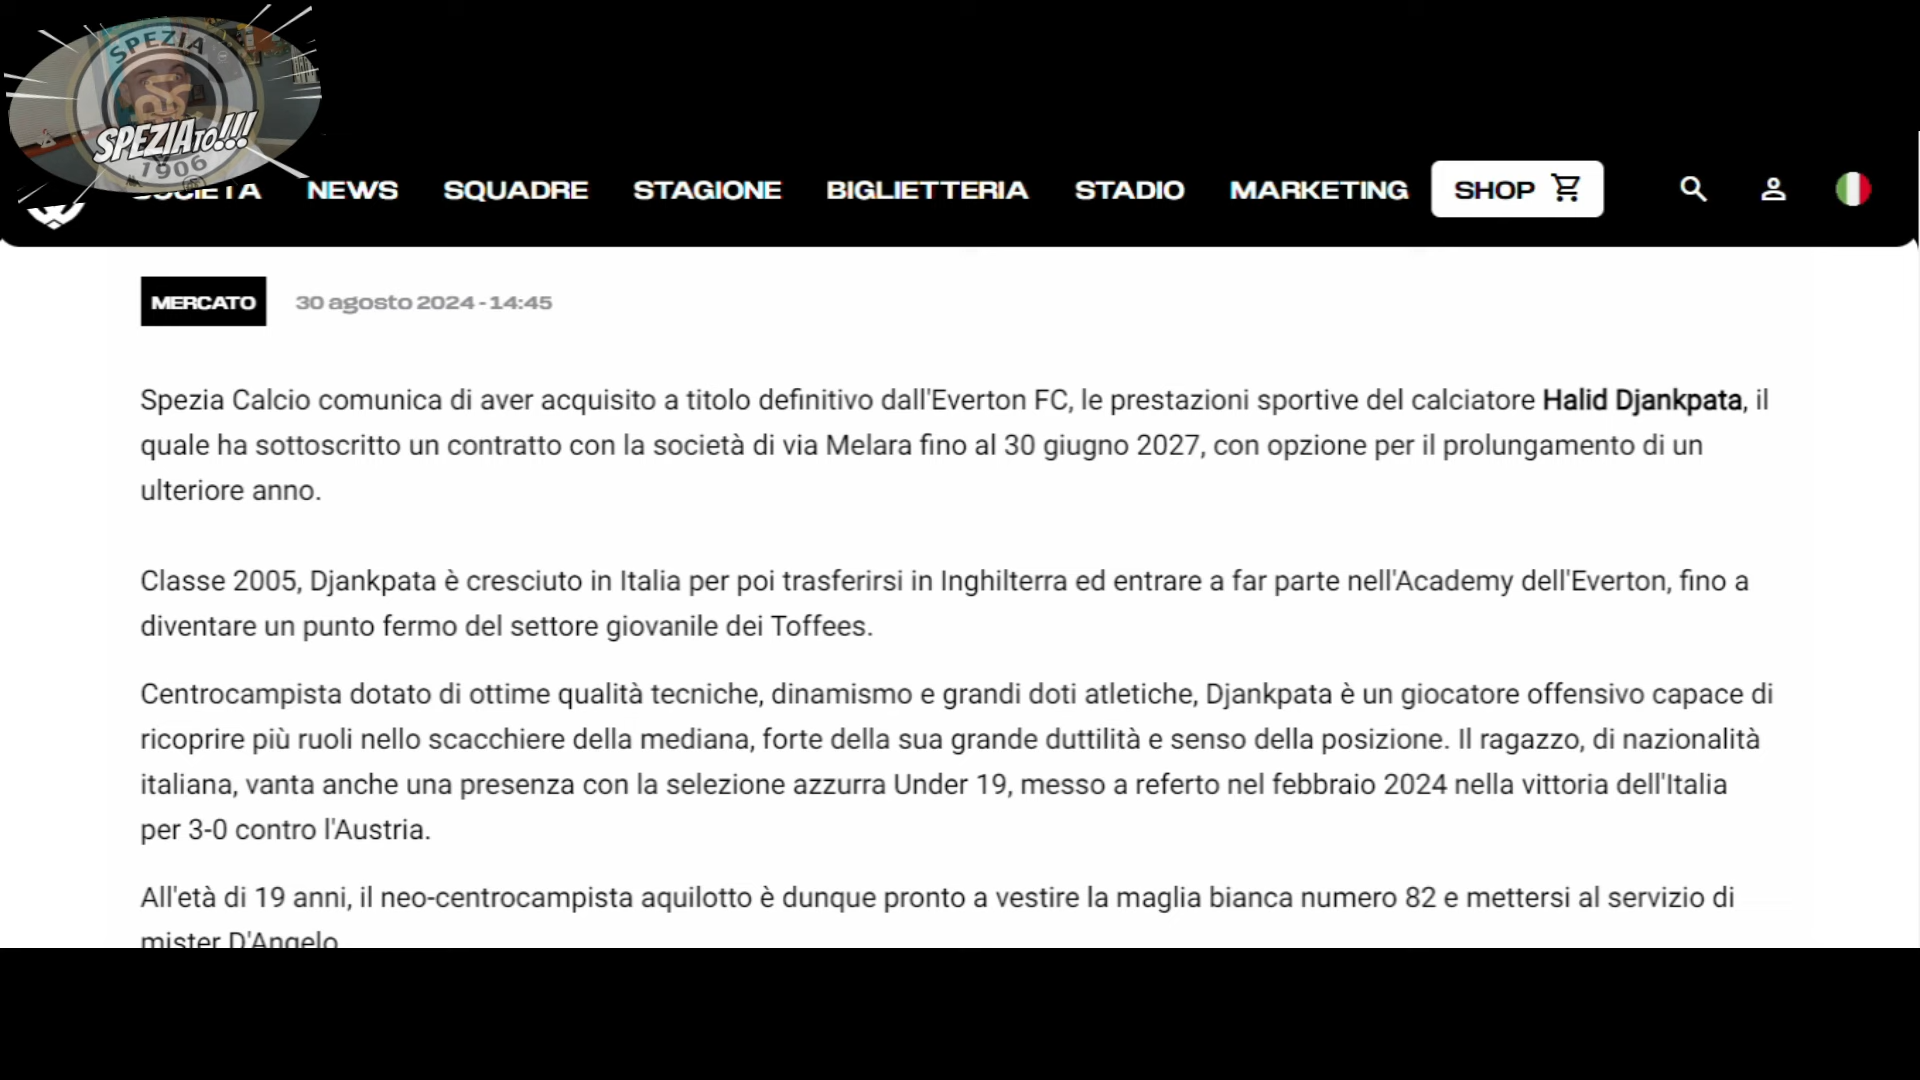 SPEZIA
SPEZIATO!!!
1906
SOCIETÀ NEWS SQUADRE STAGIONE BIGLIETTERIA STADIO MARKETING SHOP
MERCATO 30 agosto 2024 - 14:45
Spezia Calcio comunica di aver acquisito a titolo definitivo dall'Everton FC, le prestazioni sportive del calciatore Halid Djankpata, il
quale ha sottoscritto un contratto con la società di via Melara fino al 30 giugno 2027, con opzione per il prolungamento di un
ulteriore anno.
Classe 2005, Djankpata è cresciuto in Italia per poi trasferirsi in Inghilterra ed entrare a far parte nell'Academy dell'Everton, fino a
diventare un punto fermo del settore giovanile dei Toffees.
Centrocampista dotato di ottime qualità tecniche, dinamismo e grandi doti atletiche, Djankpata è un giocatore offensivo capace di
ricoprire più ruoli nello scacchiere della mediana, forte della sua grande duttilità e senso della posizione. Il ragazzo, di nazionalità
italiana, vanta anche una presenza con la selezione azzurra Under 19, messo a referto nel febbraio 2024 nella vittoria dell'Italia
per 3-0 contro l'Austria.
All'età di 19 anni, il neo-centrocampista aquilotto è dunque pronto a vestire la maglia bianca numero 82 e mettersi al servizio di
mister D'Angelo